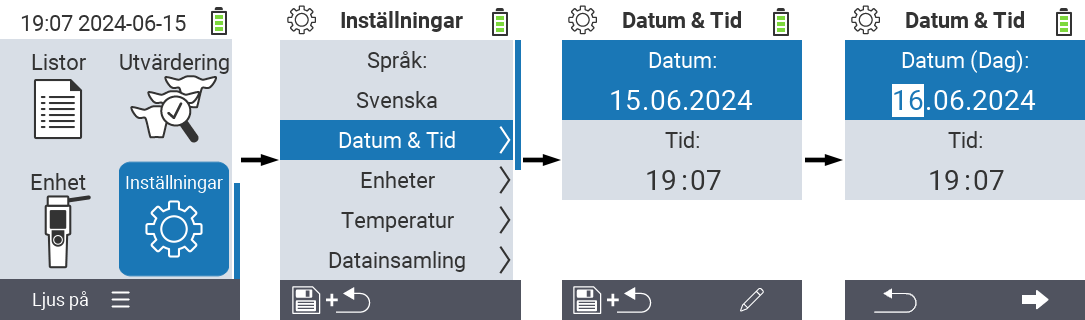 19:07 2024-06-15
Listor
Utvärdering
Enhet
Inställningar
Ljus på
Inställningar
Språk:
Svenska
Datum & Tid
Enheter
Temperatur
Datainsamling
+
Datum & Tid
Datum:
15.06.2024
Tid:
19:07
+
Datum & Tid
Datum (Dag):
16.06.2024
Tid:
19:07